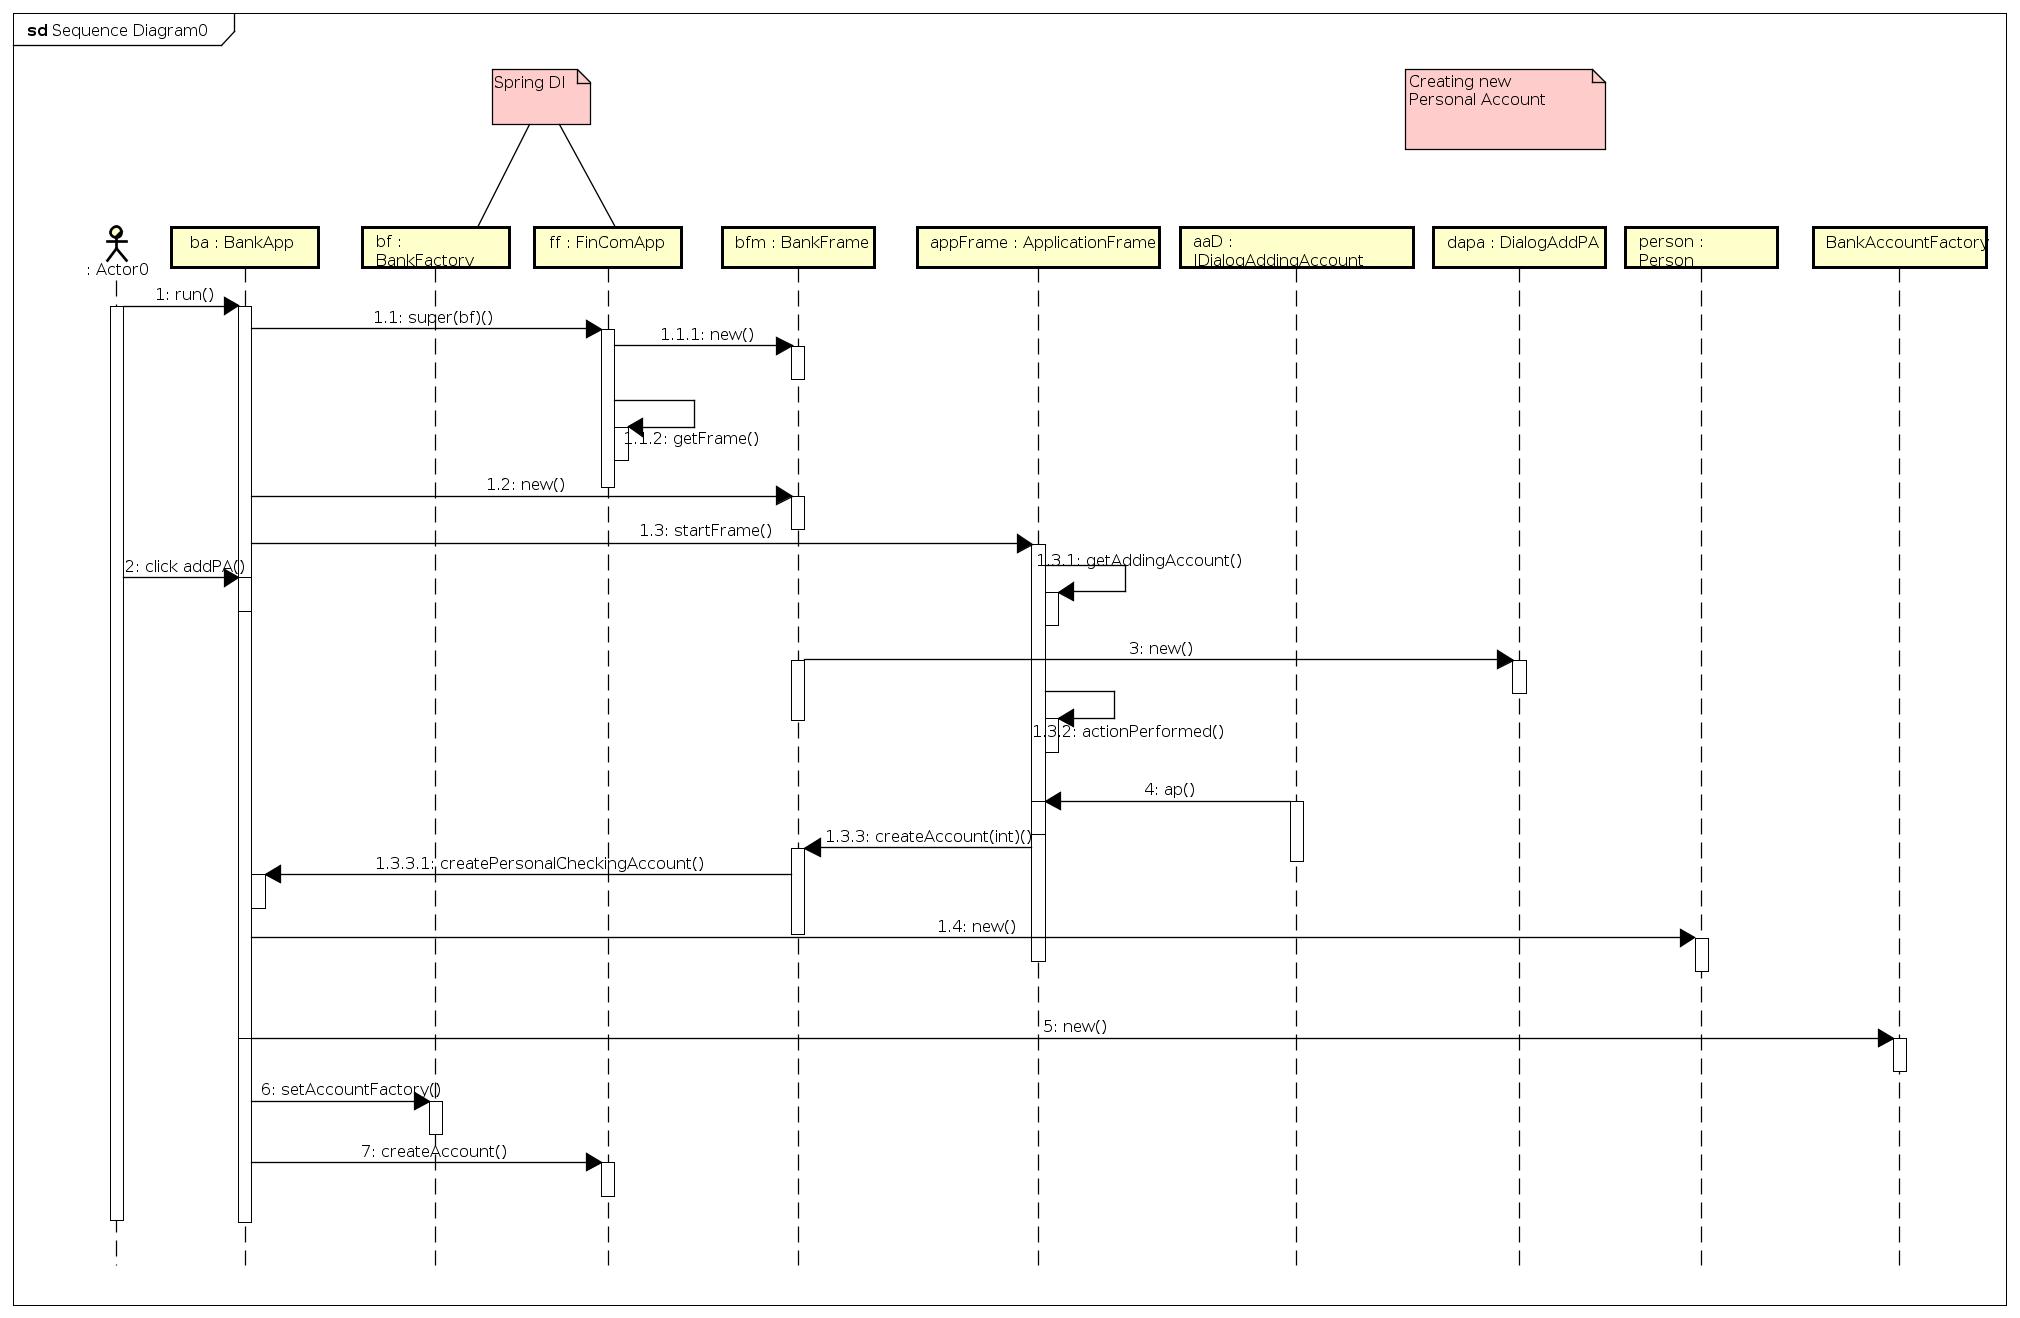 sd Sequence Diagram0
Spring DI
Creating new
Personal Account
: Actor0
ba : BankApp
bf :
BankFactory
ff : FinComApp
bfm : BankFrame
appFrame : ApplicationFrame
aaD :
IDialogAddingAccount
dapa : DialogAddPA
person :
Person
BankAccountFactory
1: run()
1.1: super(bf)()
1.1.1: new()
1.1.2: getFrame()
1.2: new()
1.3: startFrame()
1.3.1: getAddingAccount()
2: click addPA()
3: new()
1.3.2: actionPerformed()
4: ap()
1.3.3: createAccount(int)()
1.3.3.1: createPersonalCheckingAccount()
1.4: new()
5: new()
6: setAccountFactory()
7: createAccount()